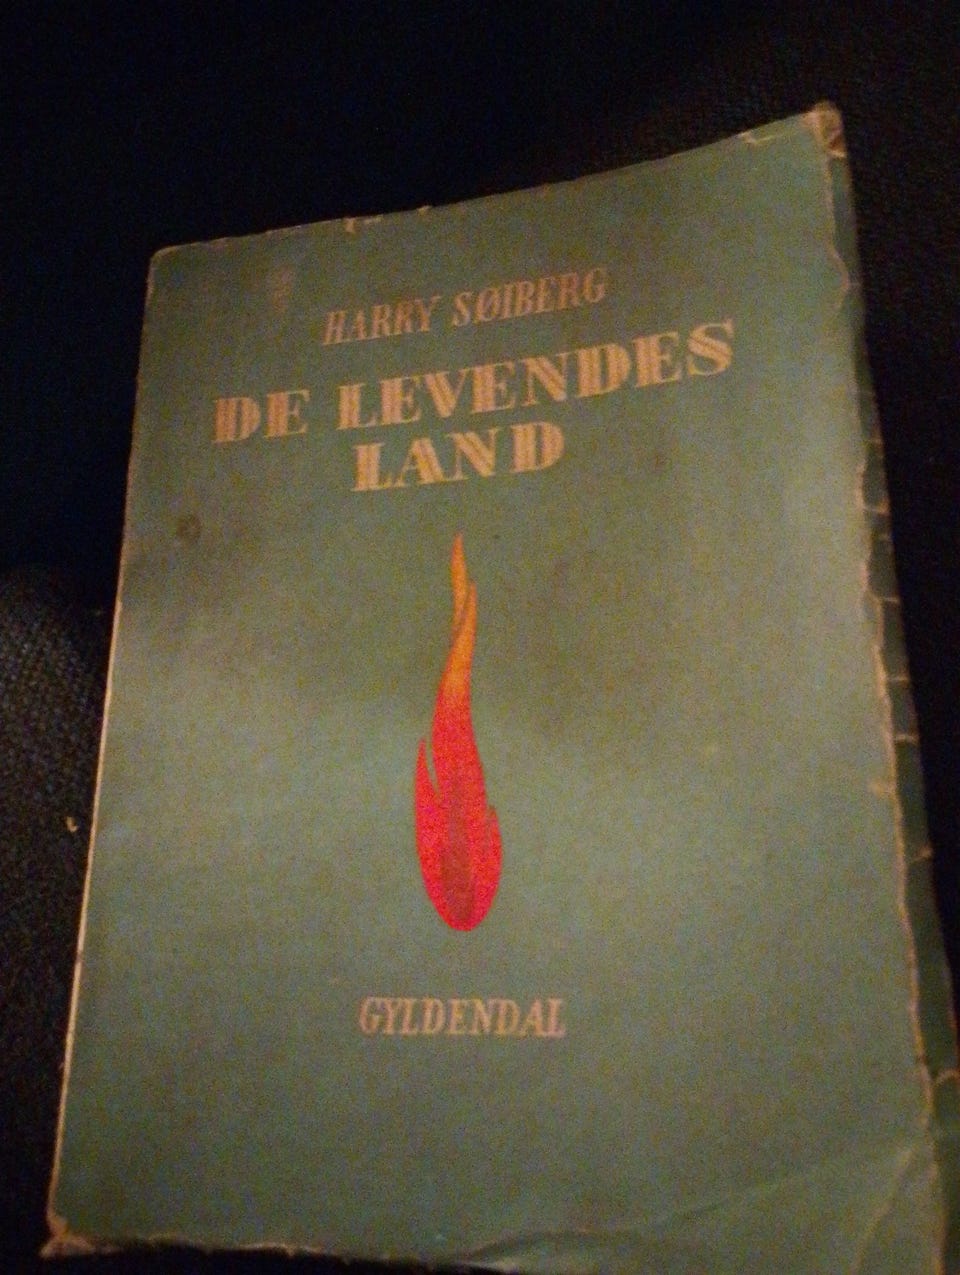 HARRY SØIBERG
DE LEVENDES
LAND
GYLDENDAL